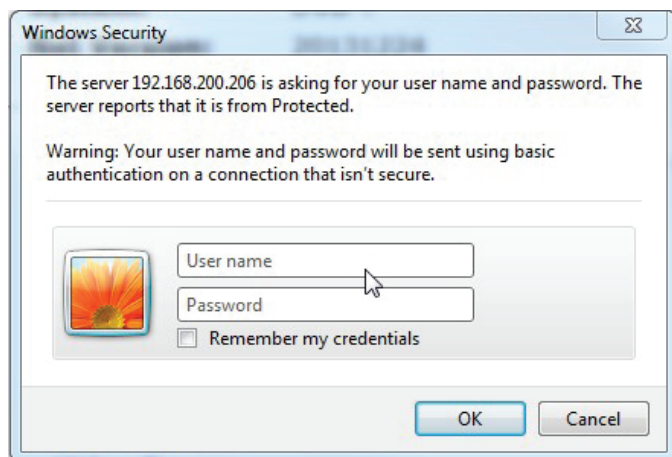 Windows Security
The server 192.168.200.206 is asking for your user name and password. The
server reports that it is from Protected.
Warning: Your user name and password will be sent using basic
authentication on a connection that isn't secure.
User name
Password
Remember my credentials
OK
Cancel